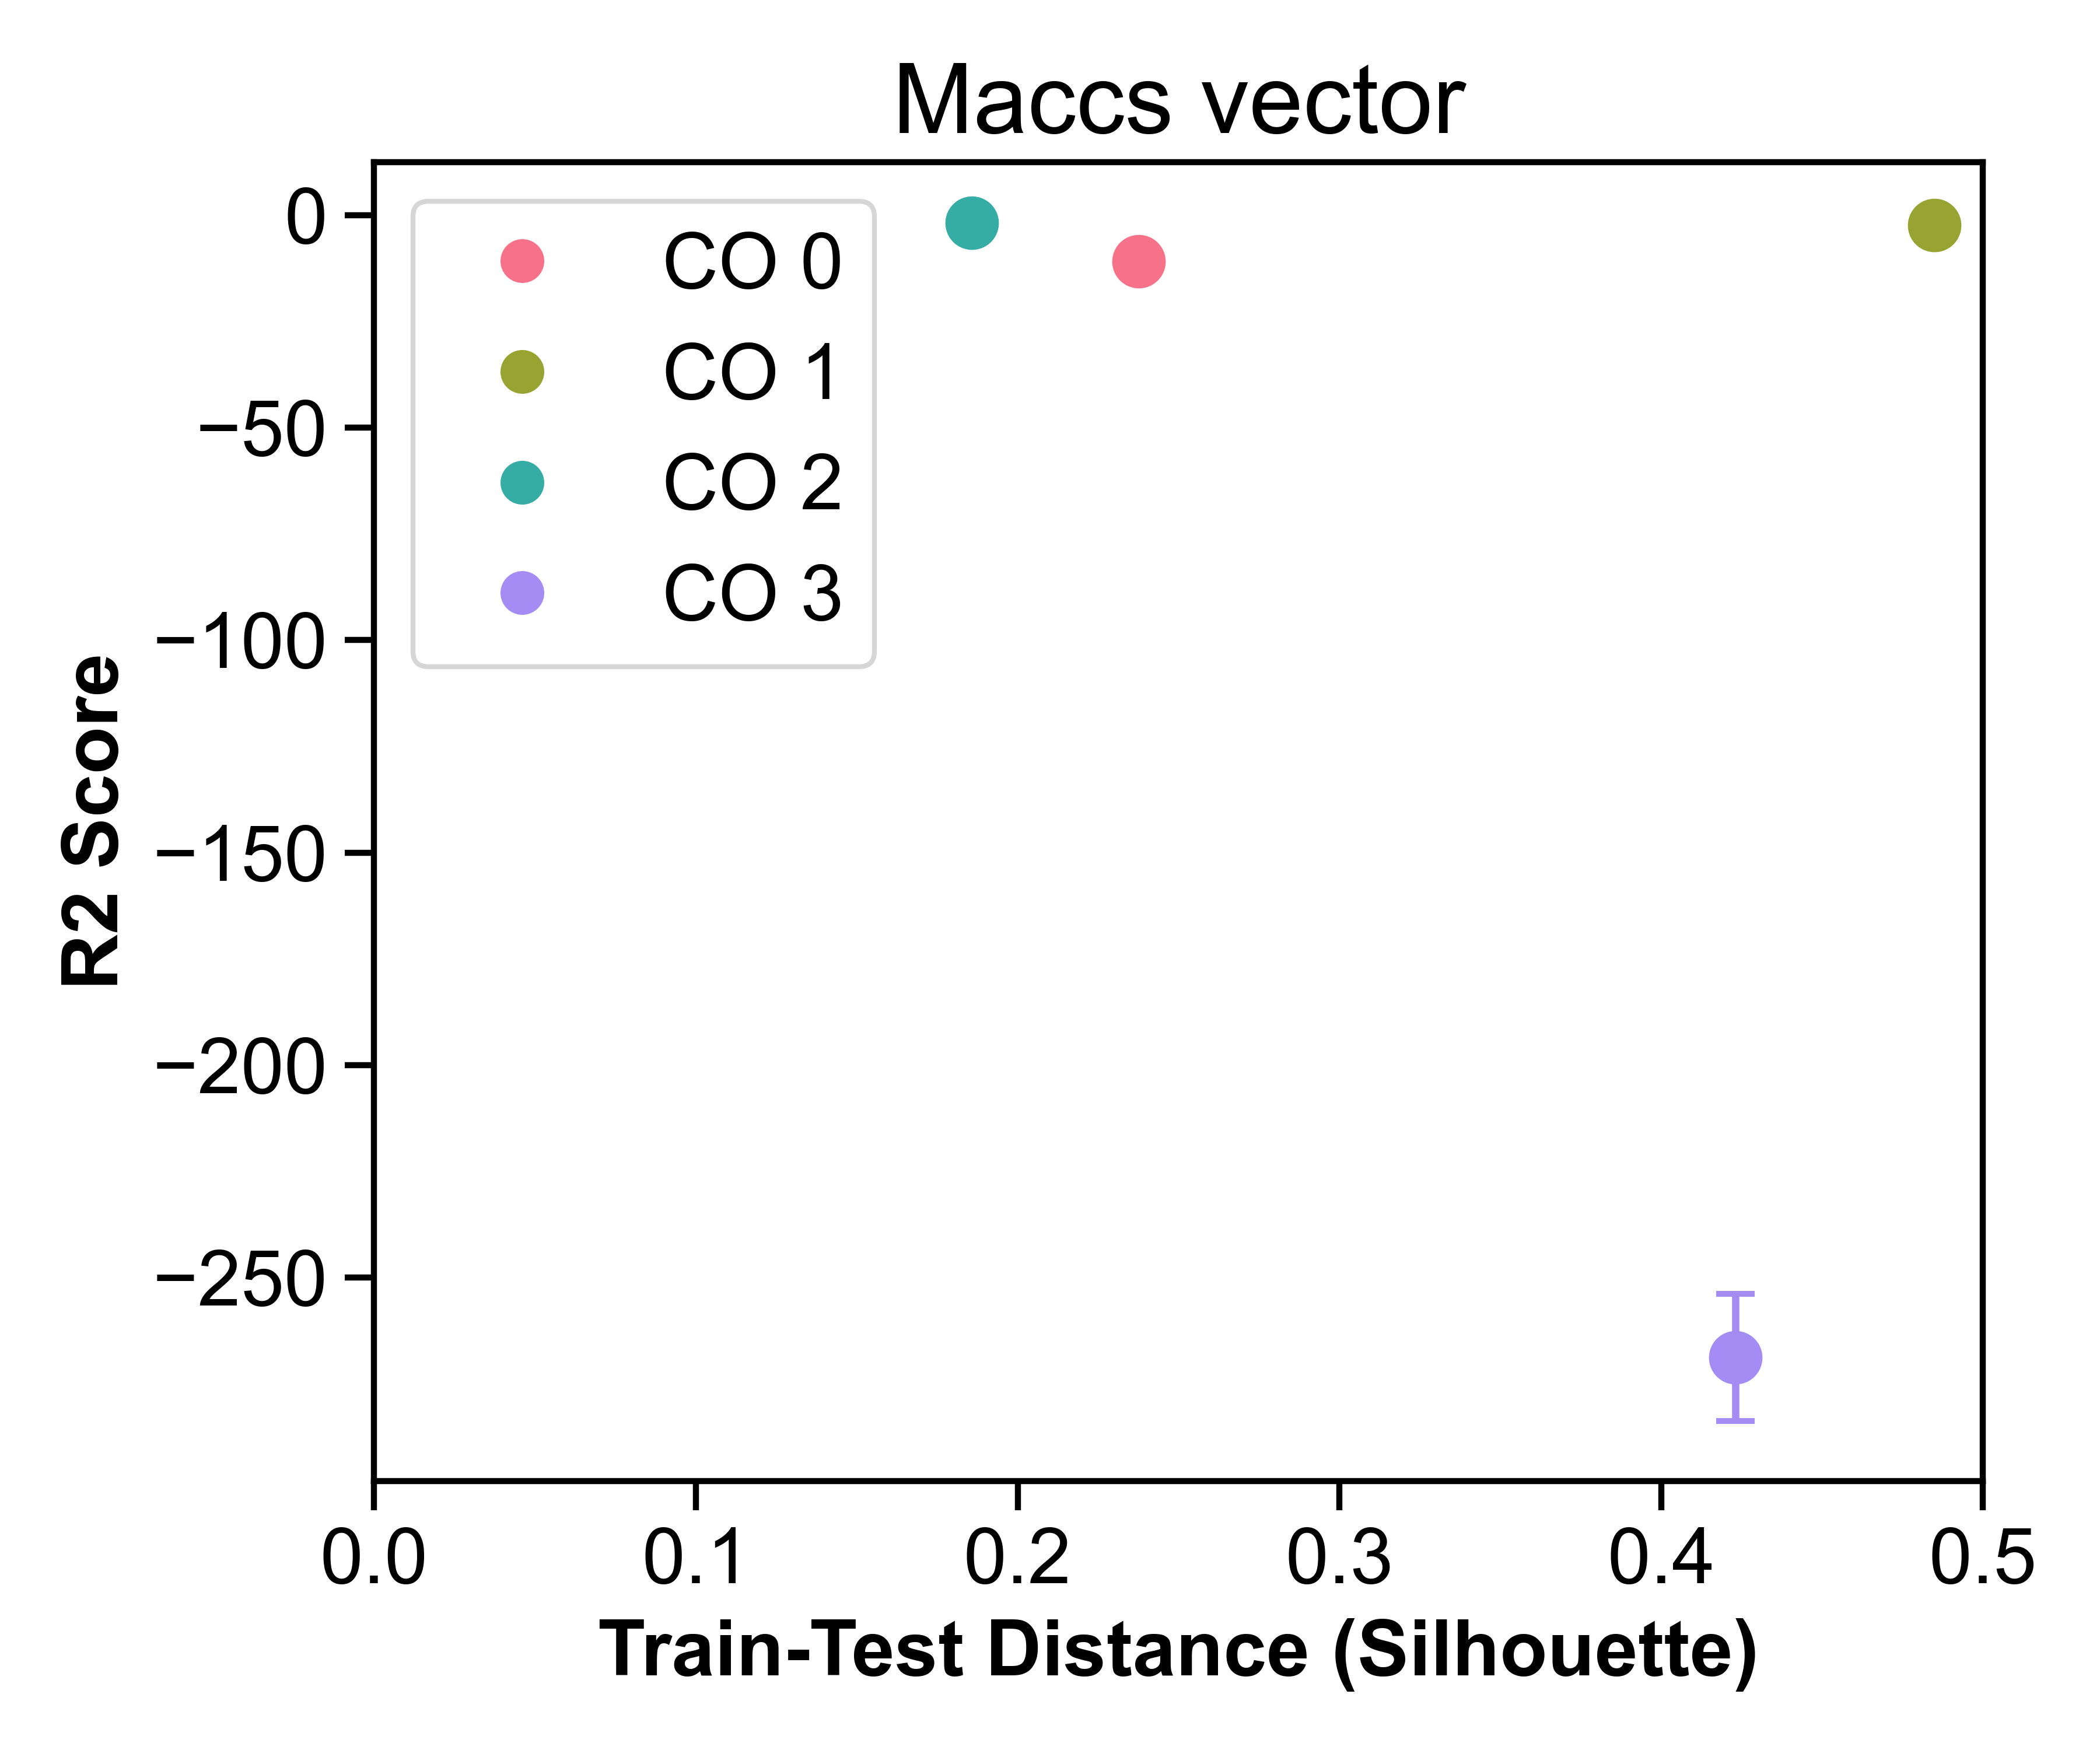 Maccs vector
CO 0
CO 1
CO 2
CO 3
0
−50
−100
−150
−200
−250
R2 Score
0.0 0.1 0.2 0.3 0.4 0.5
Train-Test Distance (Silhouette)